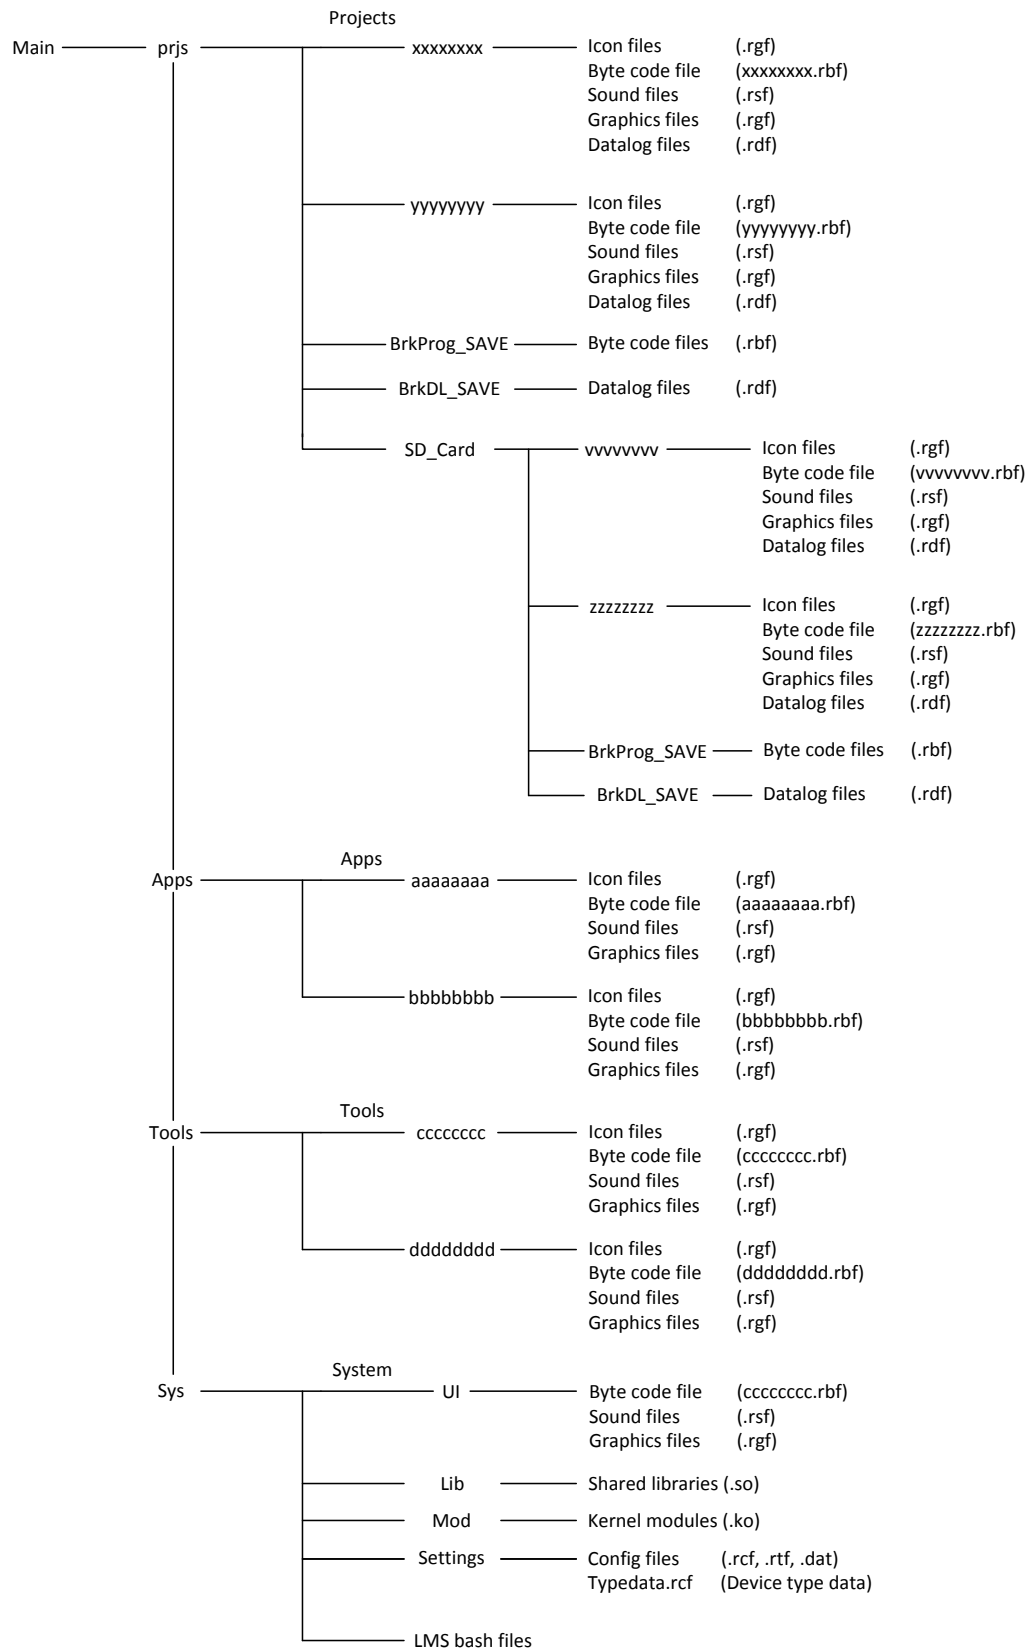 Projects
Main prjs xxxxxxxx Icon files (.rgf)
Byte code file (xxxxxxxx.rbf)
Sound files (.rsf)
Graphics files (.rgf)
Datalog files (.rdf)
yyyyyyyy Icon files (.rgf)
Byte code file (yyyyyyyy.rbf)
Sound files (.rsf)
Graphics files (.rgf)
Datalog files (.rdf)
BrkProg_SAVE Byte code files (.rbf)
BrkDL_SAVE Datalog files (.rdf)
SD_Card vvvvvvvv Icon files (.rgf)
Byte code file (vvvvvvvv.rbf)
Sound files (.rsf)
Graphics files (.rgf)
Datalog files (.rdf)
zzzzzzzz Icon files (.rgf)
Byte code file (zzzzzzzz.rbf)
Sound files (.rsf)
Graphics files (.rgf)
Datalog files (.rdf)
BrkProg_SAVE Byte code files (.rbf)
BrkDL_SAVE Datalog files (.rdf)
Apps
Apps aaaaaaaa Icon files (.rgf)
Byte code file (aaaaaaaa.rbf)
Sound files (.rsf)
Graphics files (.rgf)
bbbbbbbb Icon files (.rgf)
Byte code file (bbbbbbbb.rbf)
Sound files (.rsf)
Graphics files (.rgf)
Tools
Tools cccccccc Icon files (.rgf)
Byte code file (cccccccc.rbf)
Sound files (.rsf)
Graphics files (.rgf)
dddddddd Icon files (.rgf)
Byte code file (dddddddd.rbf)
Sound files (.rsf)
Graphics files (.rgf)
System
Sys UI Byte code file (cccccccc.rbf)
Sound files (.rsf)
Graphics files (.rgf)
Lib Shared libraries (.so)
Mod Kernel modules (.ko)
Settings Config files (.rcf, .rtf, .dat)
Typedata.rcf (Device type data)
LMS bash files